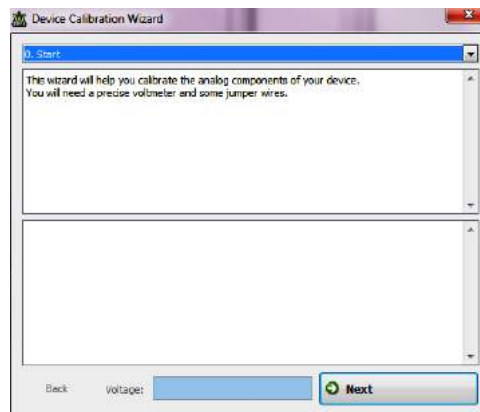 Device Calibration Wizard
0. Start
This wizard will help you calibrate the analog components of your device.
You will need a precise voltmeter and some jumper wires.
Back Voltage: Next